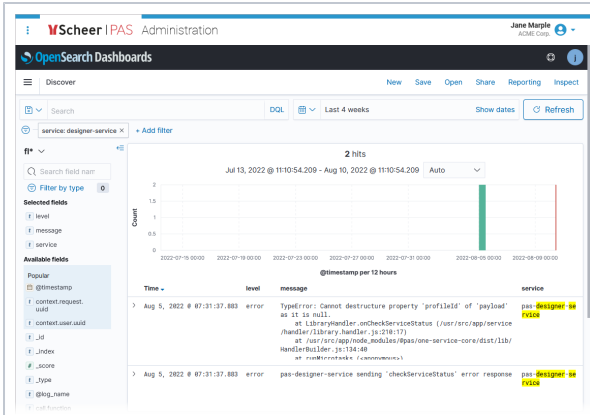 Scheer PAS Administration
Jane Marple
ACME Corp.
OpenSearch Dashboards
j
Discover
New Save Open Share Reporting Inspect
Search
DQL
Last 4 weeks
Show dates
Refresh
service: designer-service ×
+ Add filter
fl*
2 hits
Search field nam
Jul 13, 2022 @ 11:10:54.209 - Aug 10, 2022 @ 11:10:54.209
Auto
Filter by type 0
Selected fields
t level
t message
t service
Available fields
Popular
@timestamp
t context.request.
uuid
t context.user.uuid
t _id
t _index
# _score
t _type
t @log_name
t call.function
Count
2
1.5
1
0.5
0
2022-07-15 00:00 2022-07-19 00:00 2022-07-23 00:00 2022-07-27 00:00 2022-07-31 00:00 2022-08-05 00:00 2022-08-09 00:00
@timestamp per 12 hours
Time level message service
> Aug 5, 2022 @ 07:31:37.883 error TypeError: Cannot destructure property 'profileId' of 'payload' pas-designer-se
as it is null. rvice
at LibraryHandler.onCheckServiceStatus (/usr/src/app/service
/handler/library.handler.js:210:17)
at /usr/src/app/node_modules/@pas/one-service-core/dist/lib/
HandlerBuilder.js:134:40
at runMicrotasks (<anonymous>)
> Aug 5, 2022 @ 07:31:37.883 error pas-designer-service sending 'checkServiceStatus' error response pas-designer-se
rvice